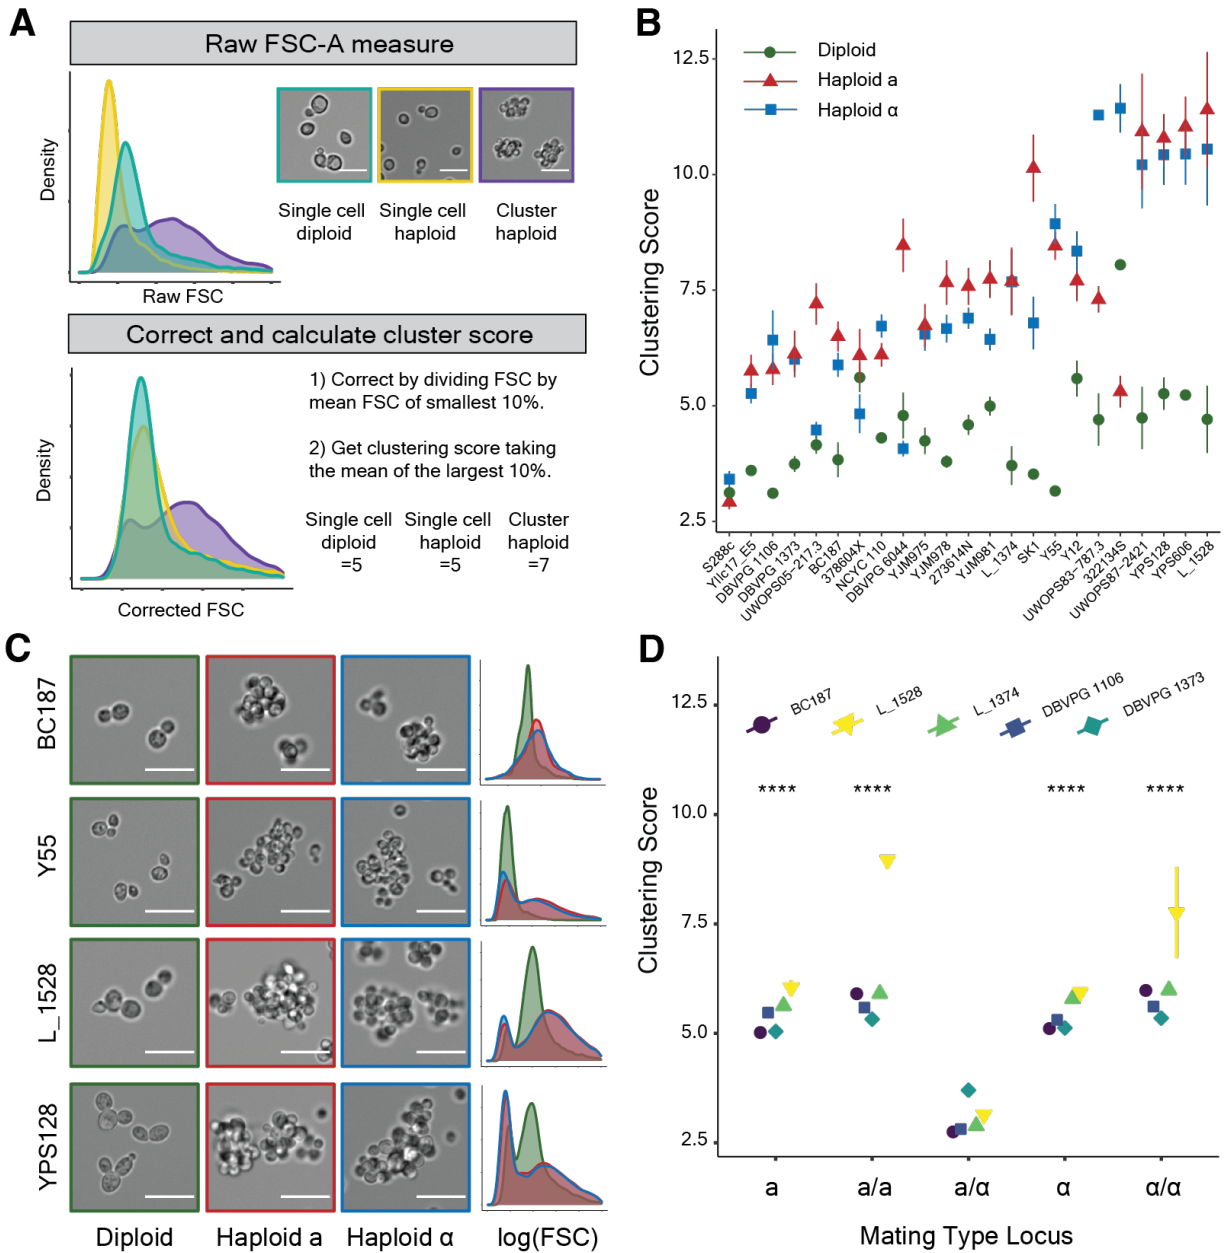 A
Raw FSC-A measure
Density
Raw FSC
Single cell
diploid
Single cell
haploid
Cluster
haploid
Correct and calculate cluster score
Density
Corrected FSC
1) Correct by dividing FSC by
mean FSC of smallest 10%.
2) Get clustering score taking
the mean of the largest 10%.
Single cell
diploid
=5
Single cell
haploid
=5
Cluster
haploid
=7
B
Diploid
Haploid a
Haploid α
Clustering Score
12.5
10.0
7.5
5.0
2.5
S288c
YIIc17_E5
DBVPG 1106
DBVPG 1373
UWOPS05-217.3
BC187
378604X
NCYC 110
DBVPG 6044
YJM975
YJM978
273614N
YJM981
L_1374
SK1
Y55
Y12
UWOPS83-787.3
322134S
UWOPS87-2421
YPS128
YPS606
L_1528
C
BC187
Y55
L_1528
YPS128
Diploid
Haploid a
Haploid α
log(FSC)
D
BC187
L_1528
L_1374
DBVPG 1106
DBVPG 1373
**** **** **** ****
Clustering Score
12.5
10.0
7.5
5.0
2.5
a
a/a
a/α
α
α/α
Mating Type Locus